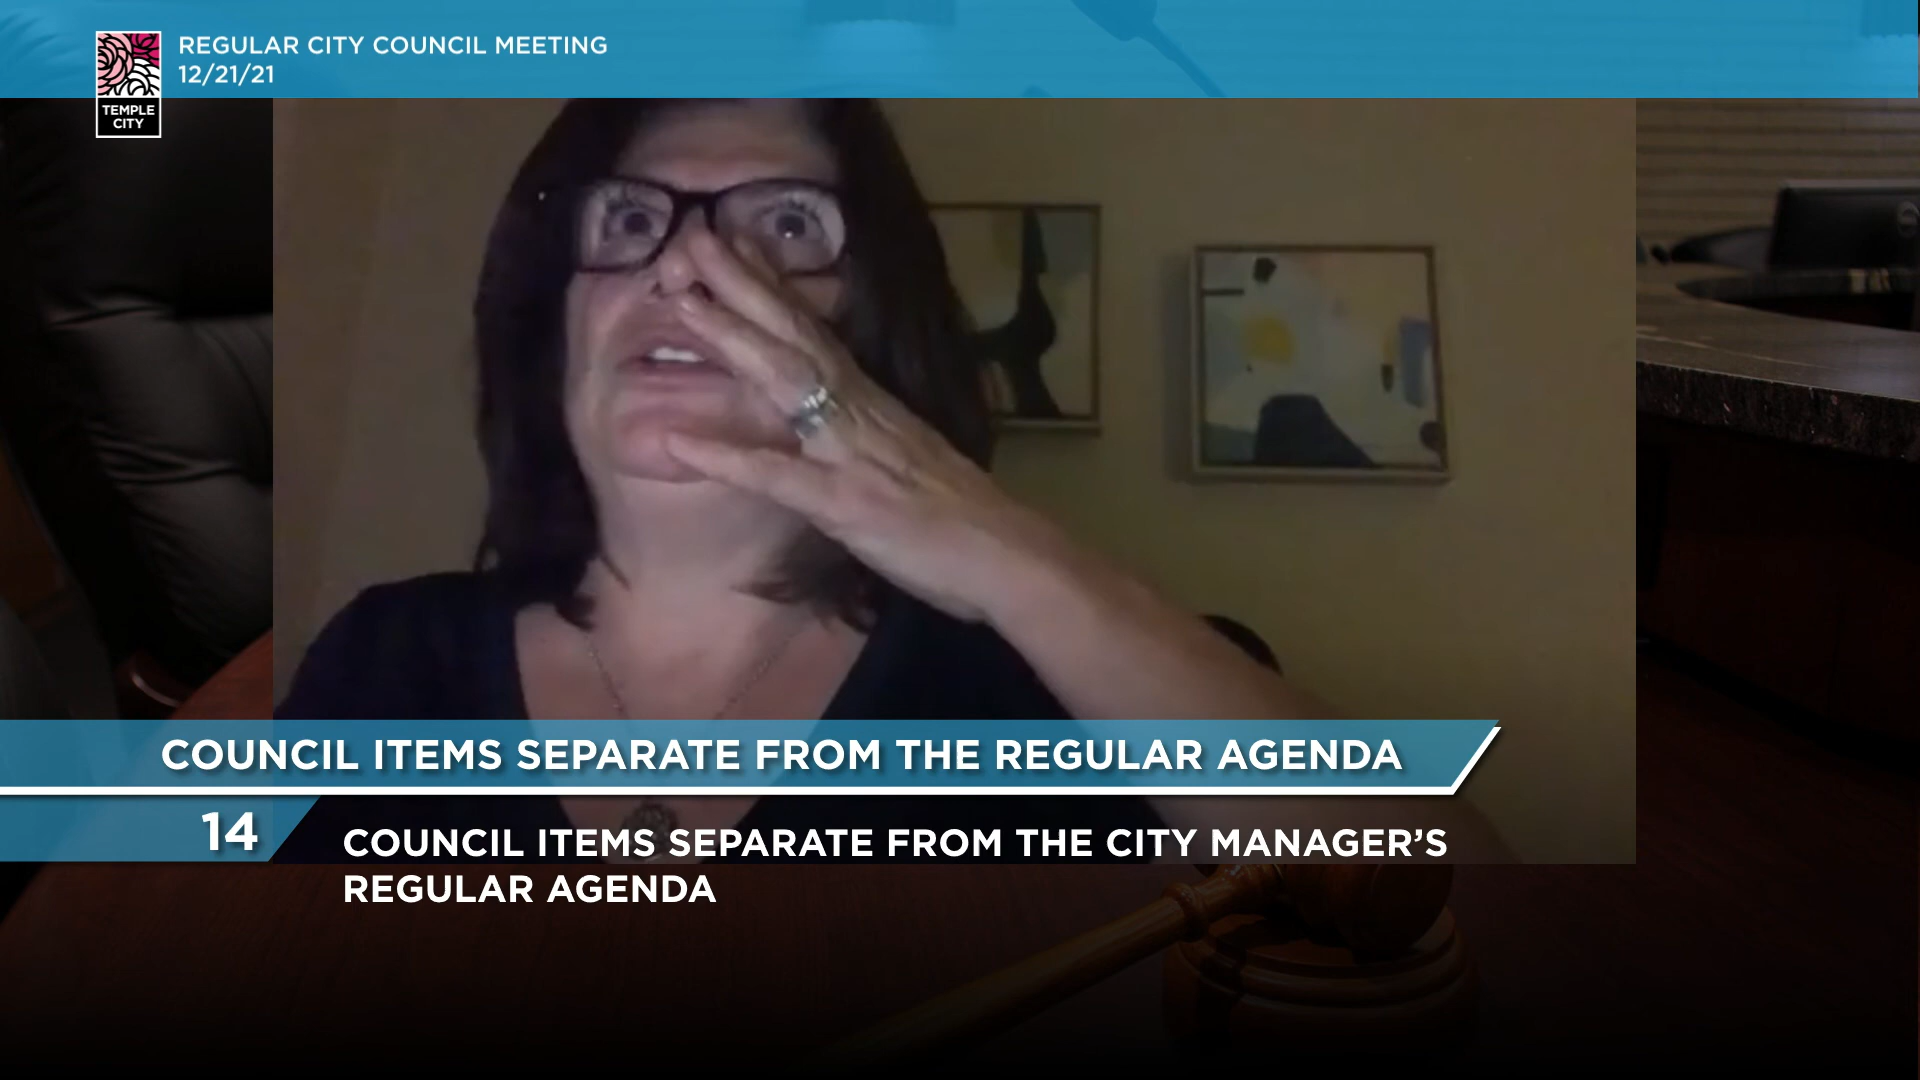 REGULAR CITY COUNCIL MEETING
12/21/21
TEMPLE
CITY
COUNCIL ITEMS SEPARATE FROM THE REGULAR AGENDA
14
COUNCIL ITEMS SEPARATE FROM THE CITY MANAGER’S
REGULAR AGENDA